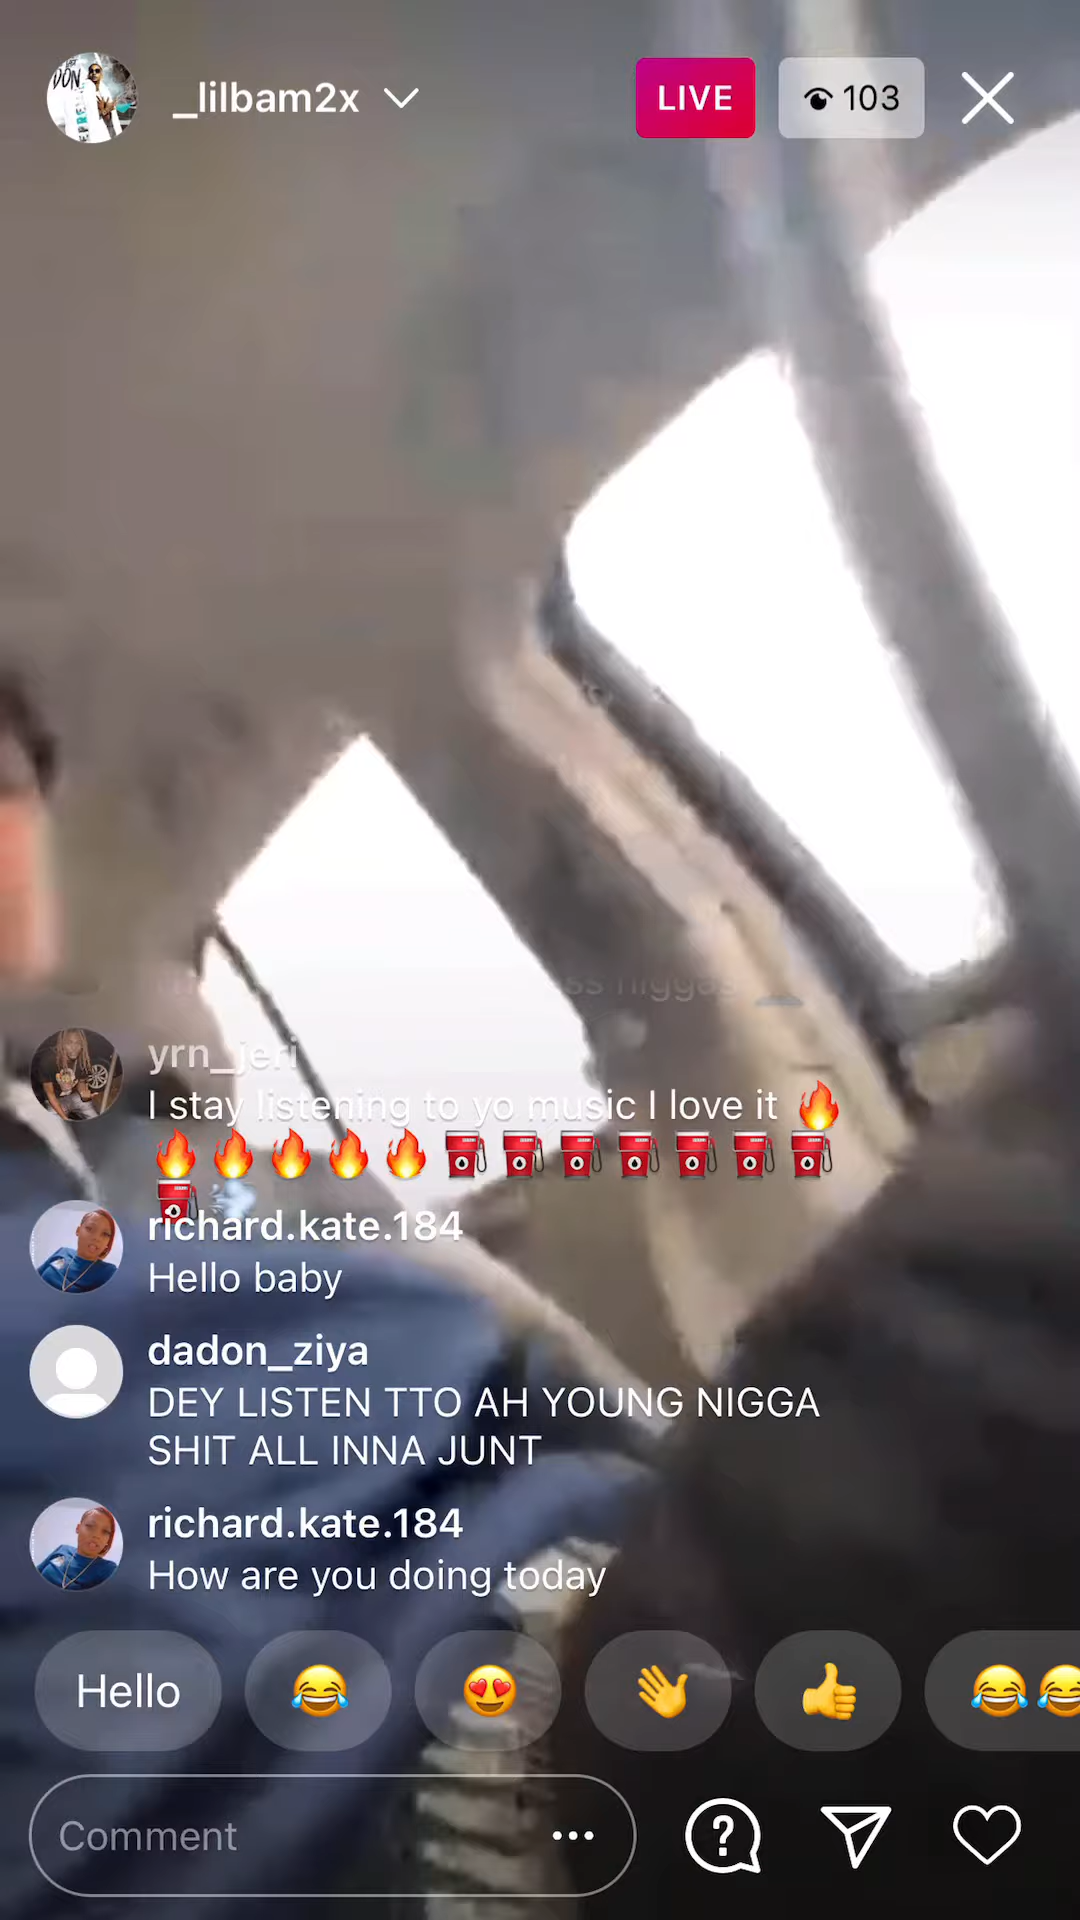 DON
_lilbam2x
LIVE
103
yrn_jeri
I stay listening to yo music I love it 🔥
🔥🔥🔥🔥🔥⛽⛽⛽⛽⛽⛽⛽
⛽💨
richard.kate.184
Hello baby
dadon_ziya
DEY LISTEN TTO AH YOUNG NIGGA
SHIT ALL INNA JUNT
richard.kate.184
How are you doing today
Hello 😂 😍 👋 👍 😂😂
Comment